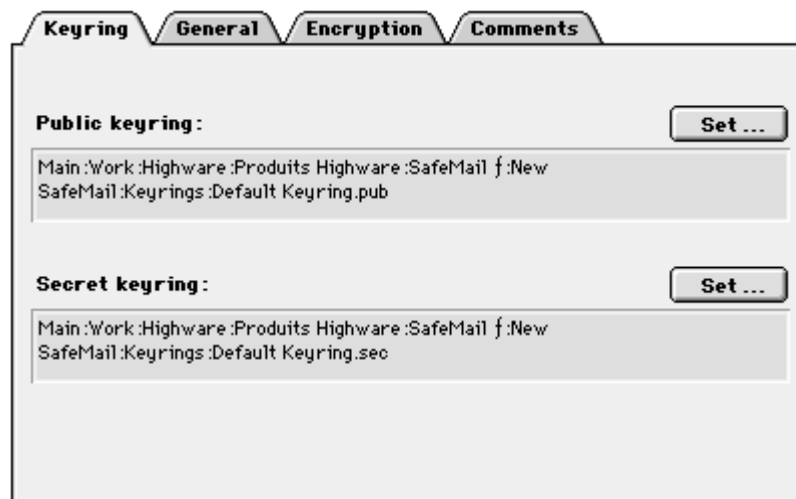 Keyring General Encryption Comments
Public keyring: Set ...
Main:Work:Highware:Produits Highware:SafeMail ƒ:New
SafeMail:Keyrings:Default Keyring.pub
Secret keyring: Set ...
Main:Work:Highware:Produits Highware:SafeMail ƒ:New
SafeMail:Keyrings:Default Keyring.sec